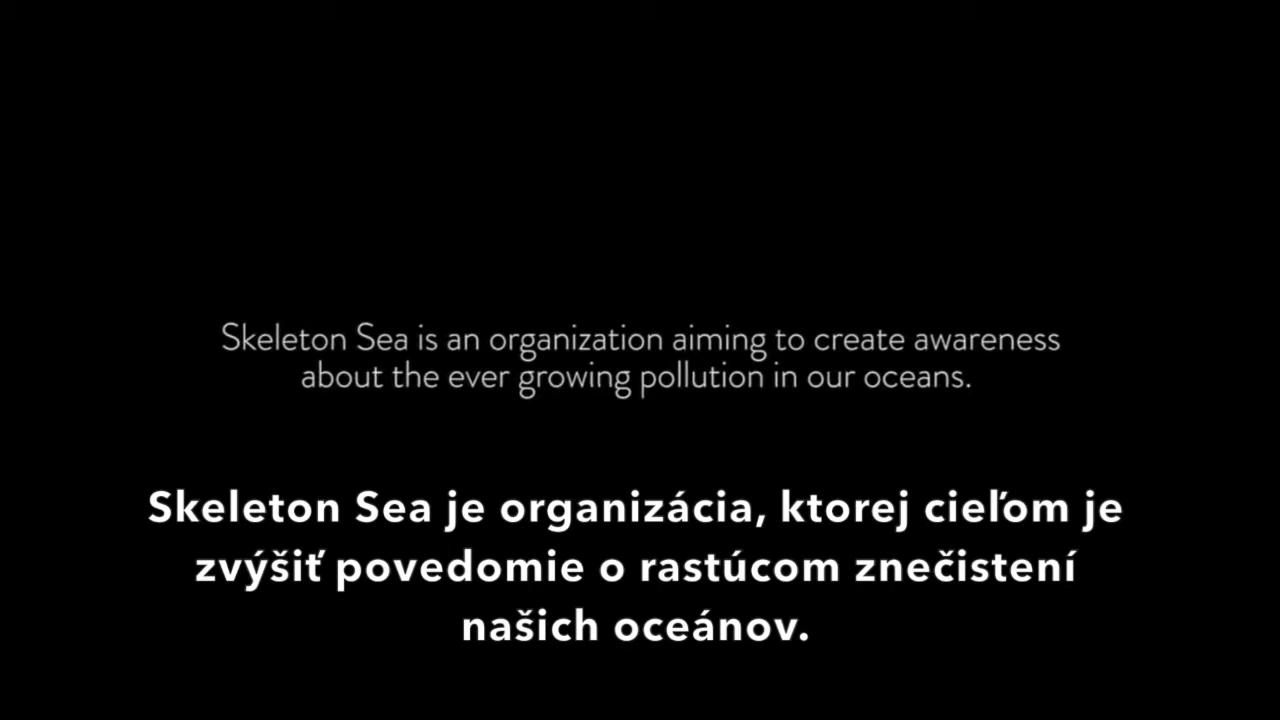 Skeleton Sea is an organization aiming to create awareness
about the ever growing pollution in our oceans.
Skeleton Sea je organizácia, ktorej cieľom je
zvýšiť povedomie o rastúcom znečistení
našich oceánov.